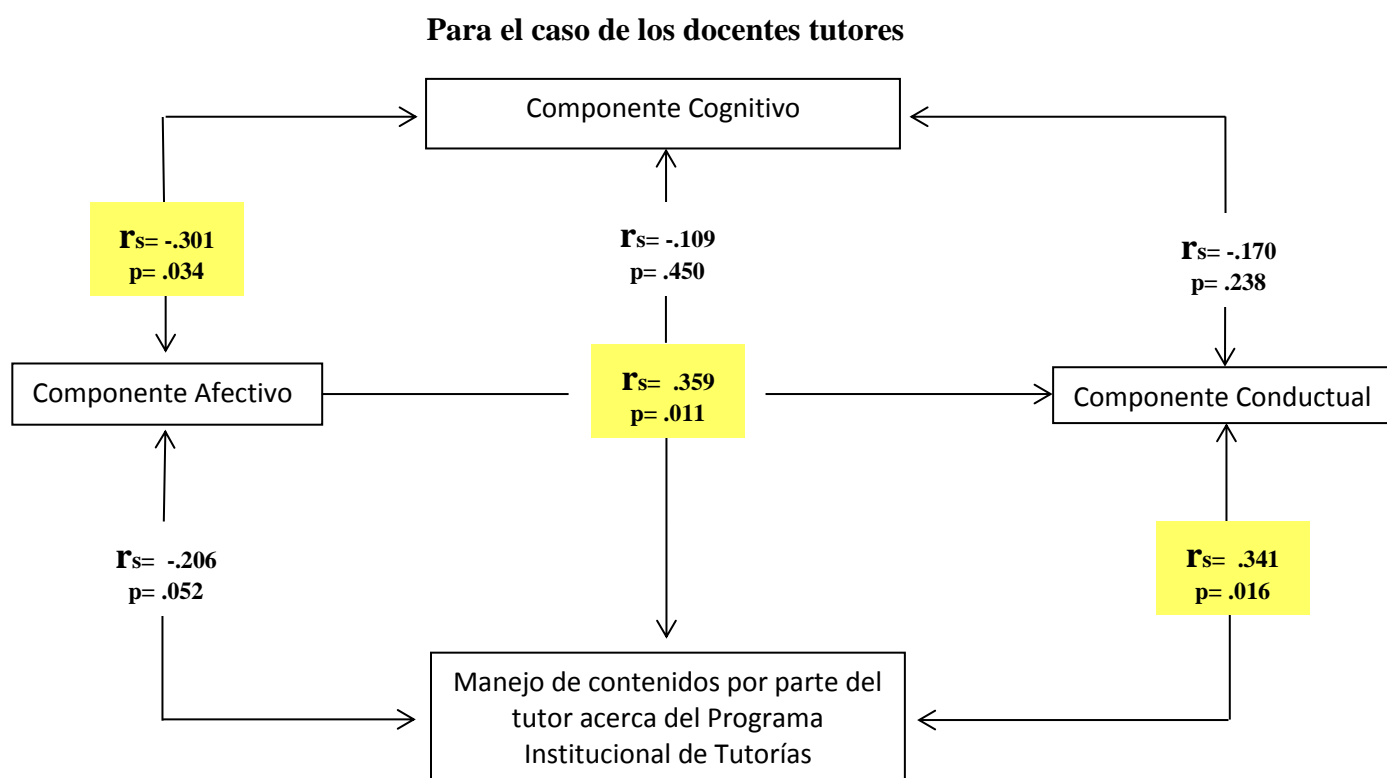 Para el caso de los docentes tutores
Componente Cognitivo
rs= -.301
p= .034
rs= -.109
p= .450
rs= -.170
p= .238
Componente Afectivo
rs= .359
p= .011
Componente Conductual
rs= -.206
p= .052
rs= .341
p= .016
Manejo de contenidos por parte del
tutor acerca del Programa
Institucional de Tutorías